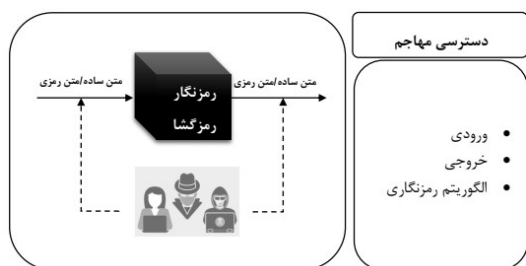 دسترسی مهاجم
متن ساده/متن رمزی
رمزنگار
رمزگشا
متن ساده/متن رمزی
• ورودی
• خروجی
• الگوریتم رمزنگاری